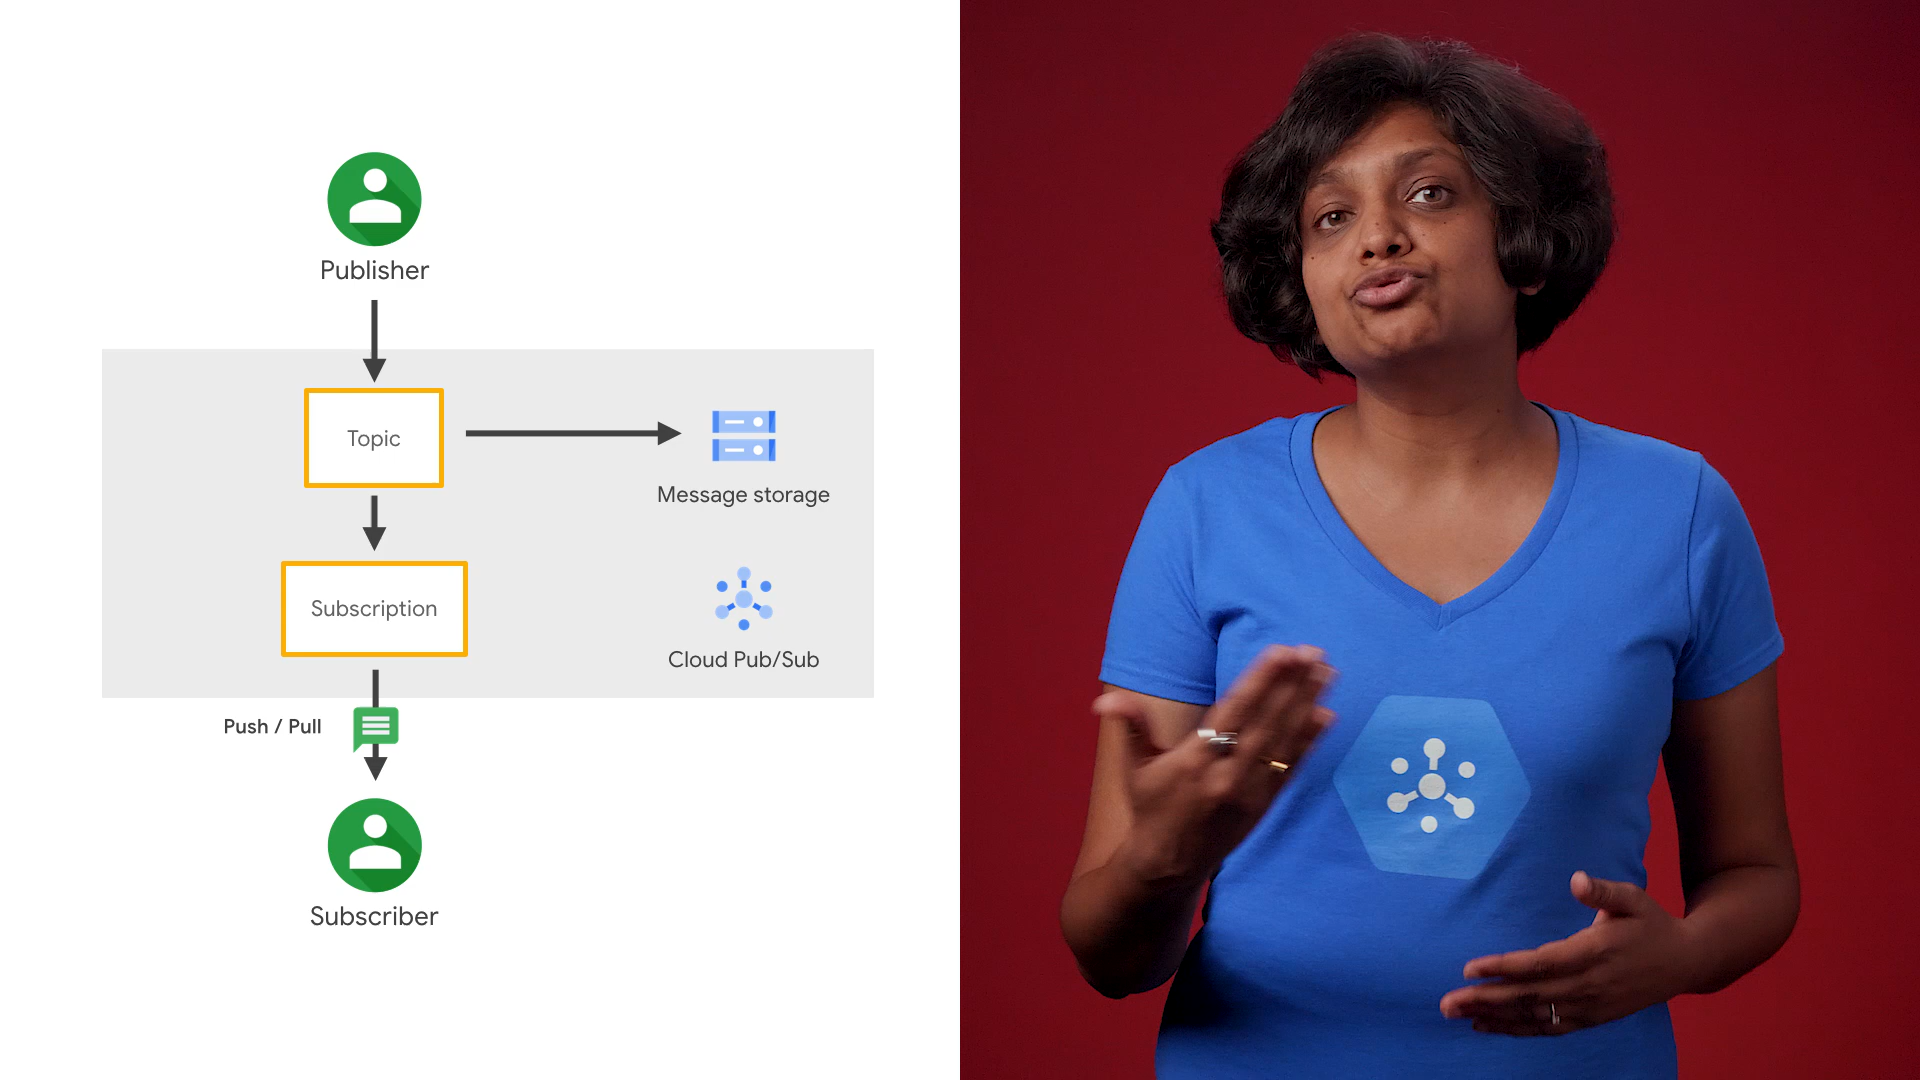 Publisher
Topic
Message storage
Subscription
Cloud Pub/Sub
Push / Pull
Subscriber